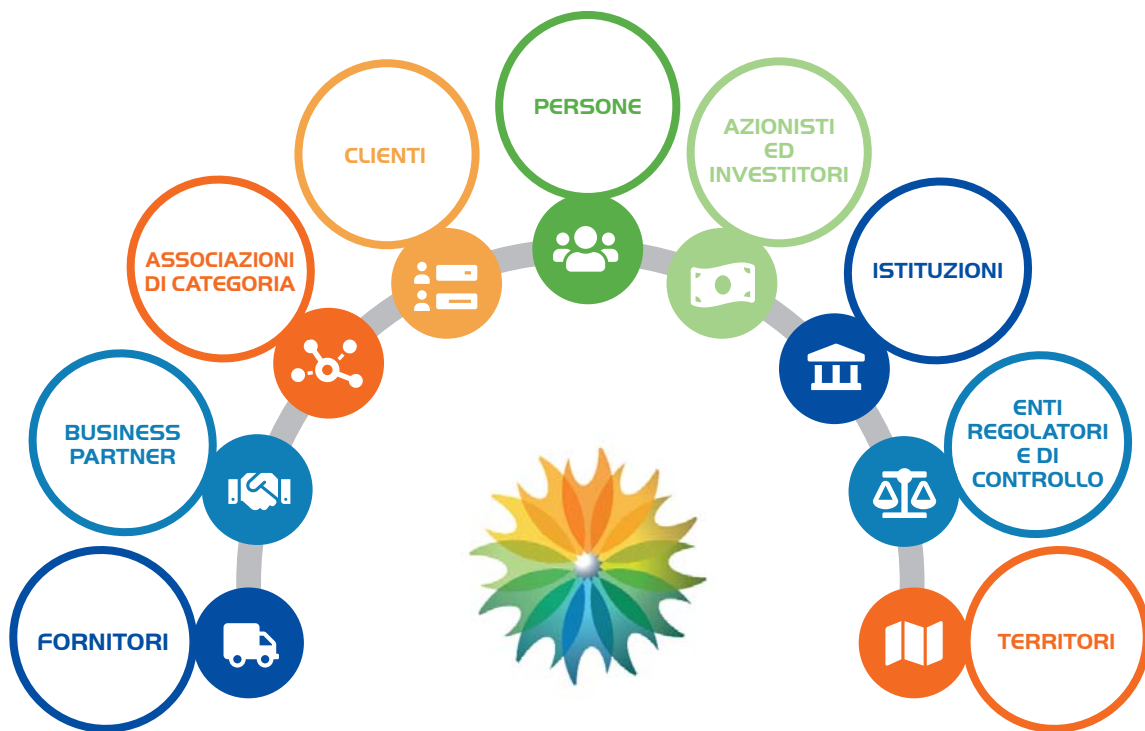 PERSONE
CLIENTI
AZIONISTI
ED
INVESTITORI
ASSOCIAZIONI
DI CATEGORIA
ISTITUZIONI
BUSINESS
PARTNER
ENTI
REGOLATORI
E DI
CONTROLLO
FORNITORI
TERRITORI